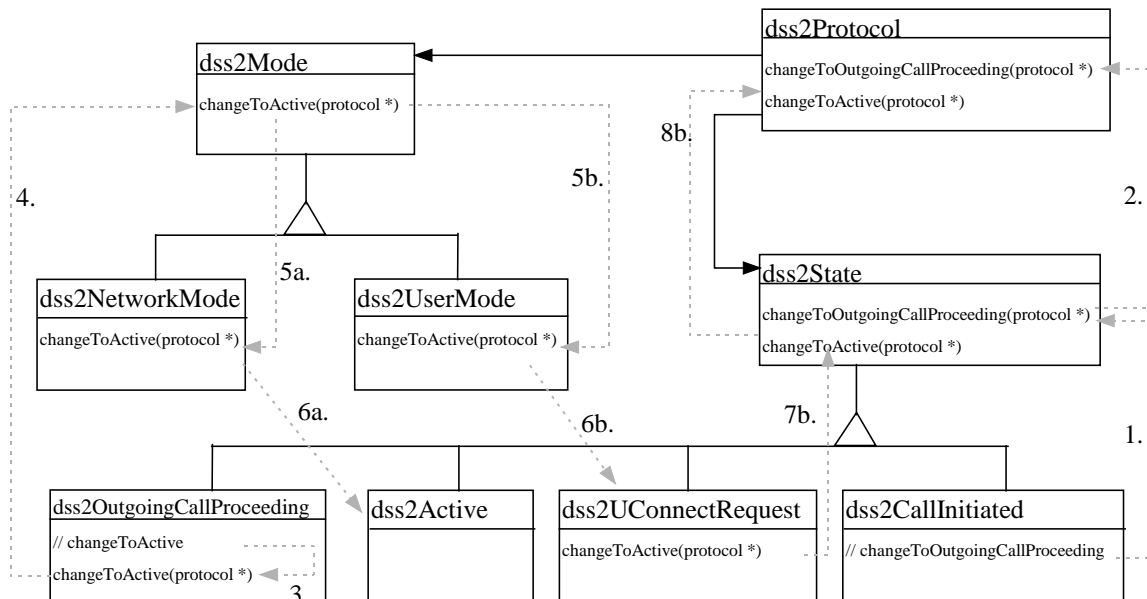 dss2Protocol
changeToOutgoingCallProceeding(protocol *)
changeToActive(protocol *)
dss2Mode
changeToActive(protocol *)
8b.
5b.
4.
2.
5a.
dss2State
changeToOutgoingCallProceeding(protocol *)
changeToActive(protocol *)
dss2NetworkMode
changeToActive(protocol *)
dss2UserMode
changeToActive(protocol *)
6a.
6b.
7b.
1.
dss2OutgoingCallProceeding
// changeToActive
changeToActive(protocol *)
3.
dss2Active
dss2UConnectRequest
changeToActive(protocol *)
dss2CallInitiated
// changeToOutgoingCallProceeding